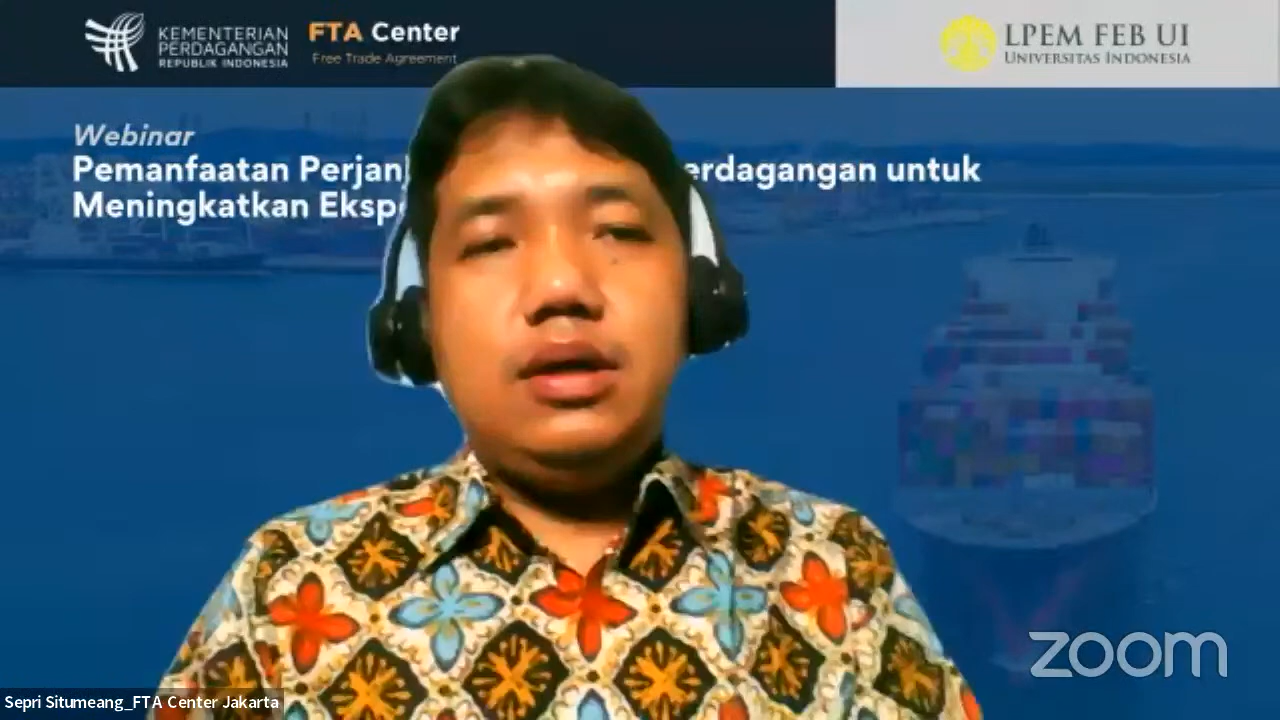 KEMENTERIAN
PERDAGANGAN
REPUBLIK INDONESIA
FTA Center
Free Trade Agreement
LPEM FEB UI
UNIVERSITAS INDONESIA
Webinar
Pemanfaatan Perjan erdagangan untuk
Meningkatkan Ekspo
zoom
Sepri Situmeang_FTA Center Jakarta